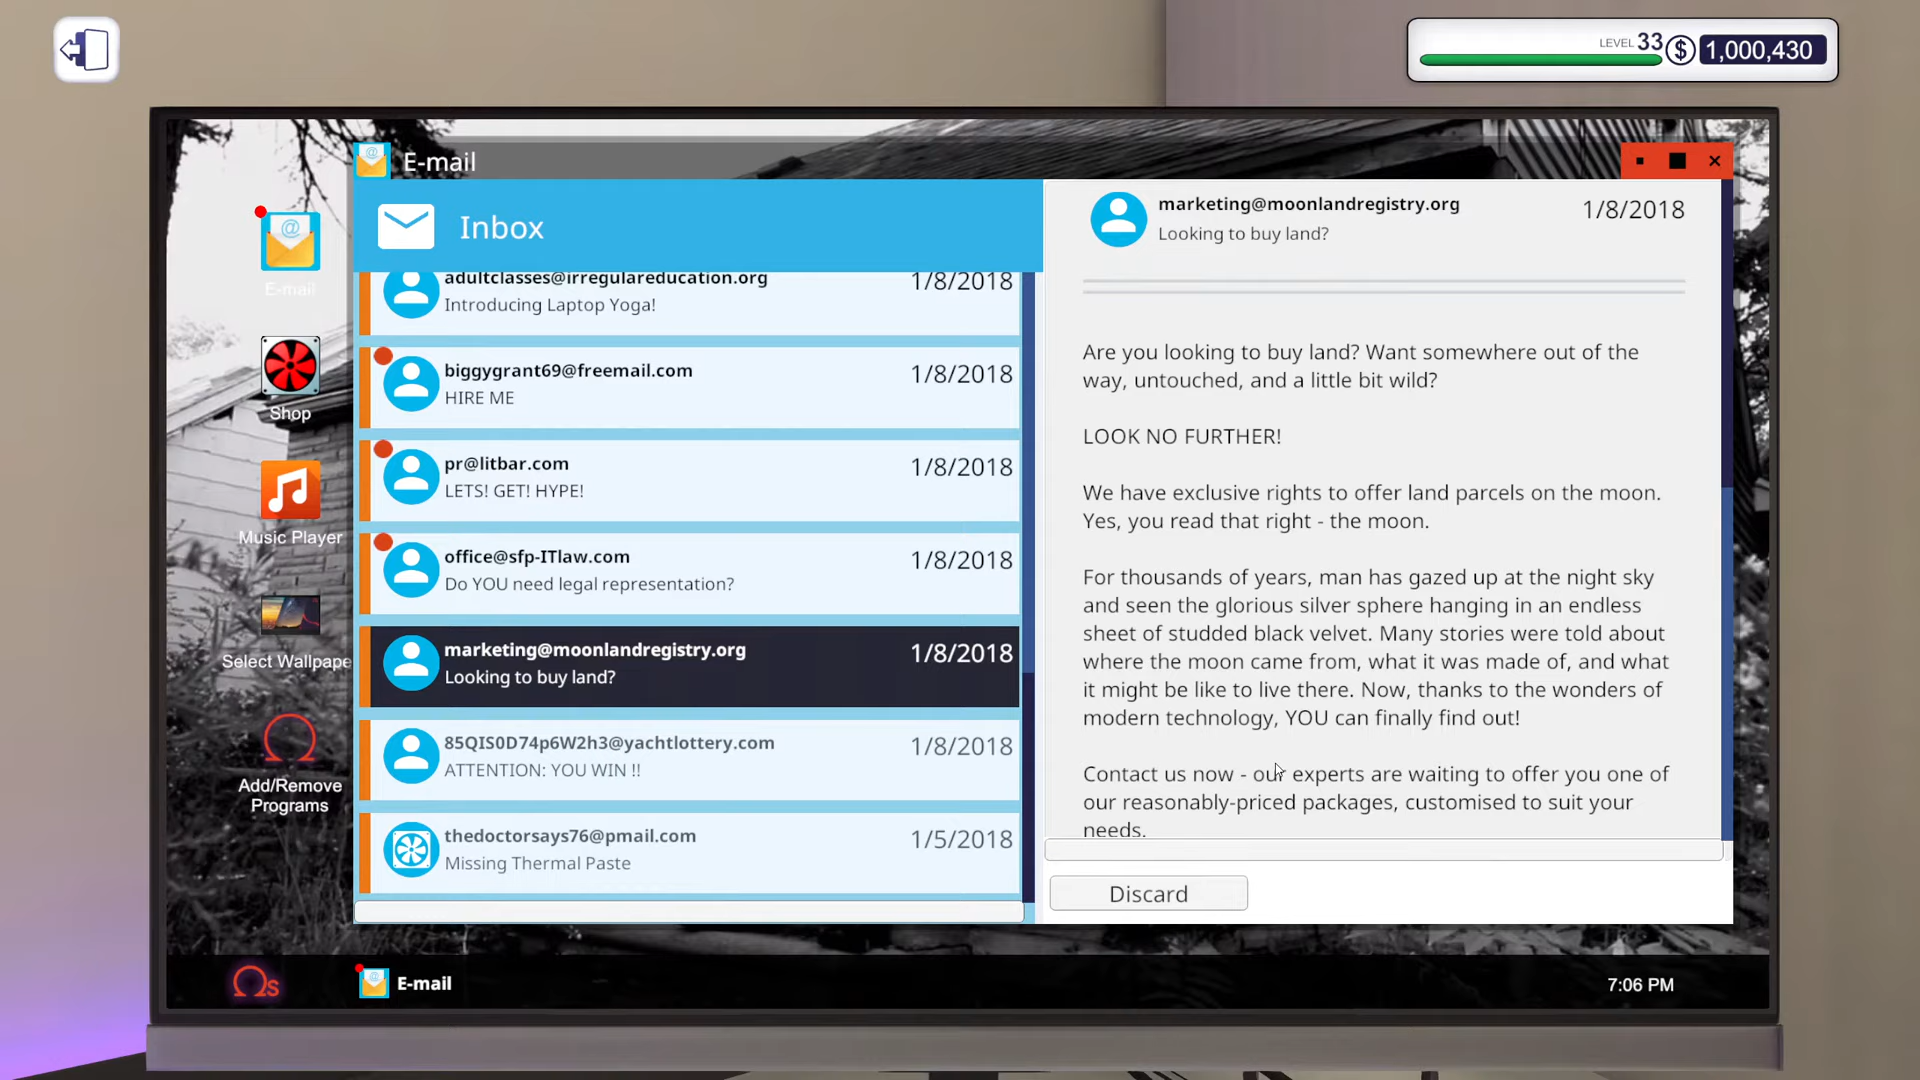 LEVEL 33 $ 1,000,430
E-mail
Inbox
adultclasses@irregulareducation.org 1/8/2018
Introducing Laptop Yoga!
biggygrant69@freemail.com 1/8/2018
HIRE ME
pr@litbar.com 1/8/2018
LETS! GET! HYPE!
office@sfp-ITlaw.com 1/8/2018
Do YOU need legal representation?
marketing@moonlandregistry.org 1/8/2018
Looking to buy land?
85QIS0D74p6W2h3@yachtlottery.com 1/8/2018
ATTENTION: YOU WIN !!
thedoctorsays76@pmail.com 1/5/2018
Missing Thermal Paste
marketing@moonlandregistry.org 1/8/2018
Looking to buy land?
Are you looking to buy land? Want somewhere out of the
way, untouched, and a little bit wild?
LOOK NO FURTHER!
We have exclusive rights to offer land parcels on the moon.
Yes, you read that right - the moon.
For thousands of years, man has gazed up at the night sky
and seen the glorious silver sphere hanging in an endless
sheet of studded black velvet. Many stories were told about
where the moon came from, what it was made of, and what
it might be like to live there. Now, thanks to the wonders of
modern technology, YOU can finally find out!
Contact us now - our experts are waiting to offer you one of
our reasonably-priced packages, customised to suit your
needs.
Discard
E-mail
Shop
Music Player
Select Wallpape
Add/Remove
Programs
Ωs
E-mail
7:06 PM